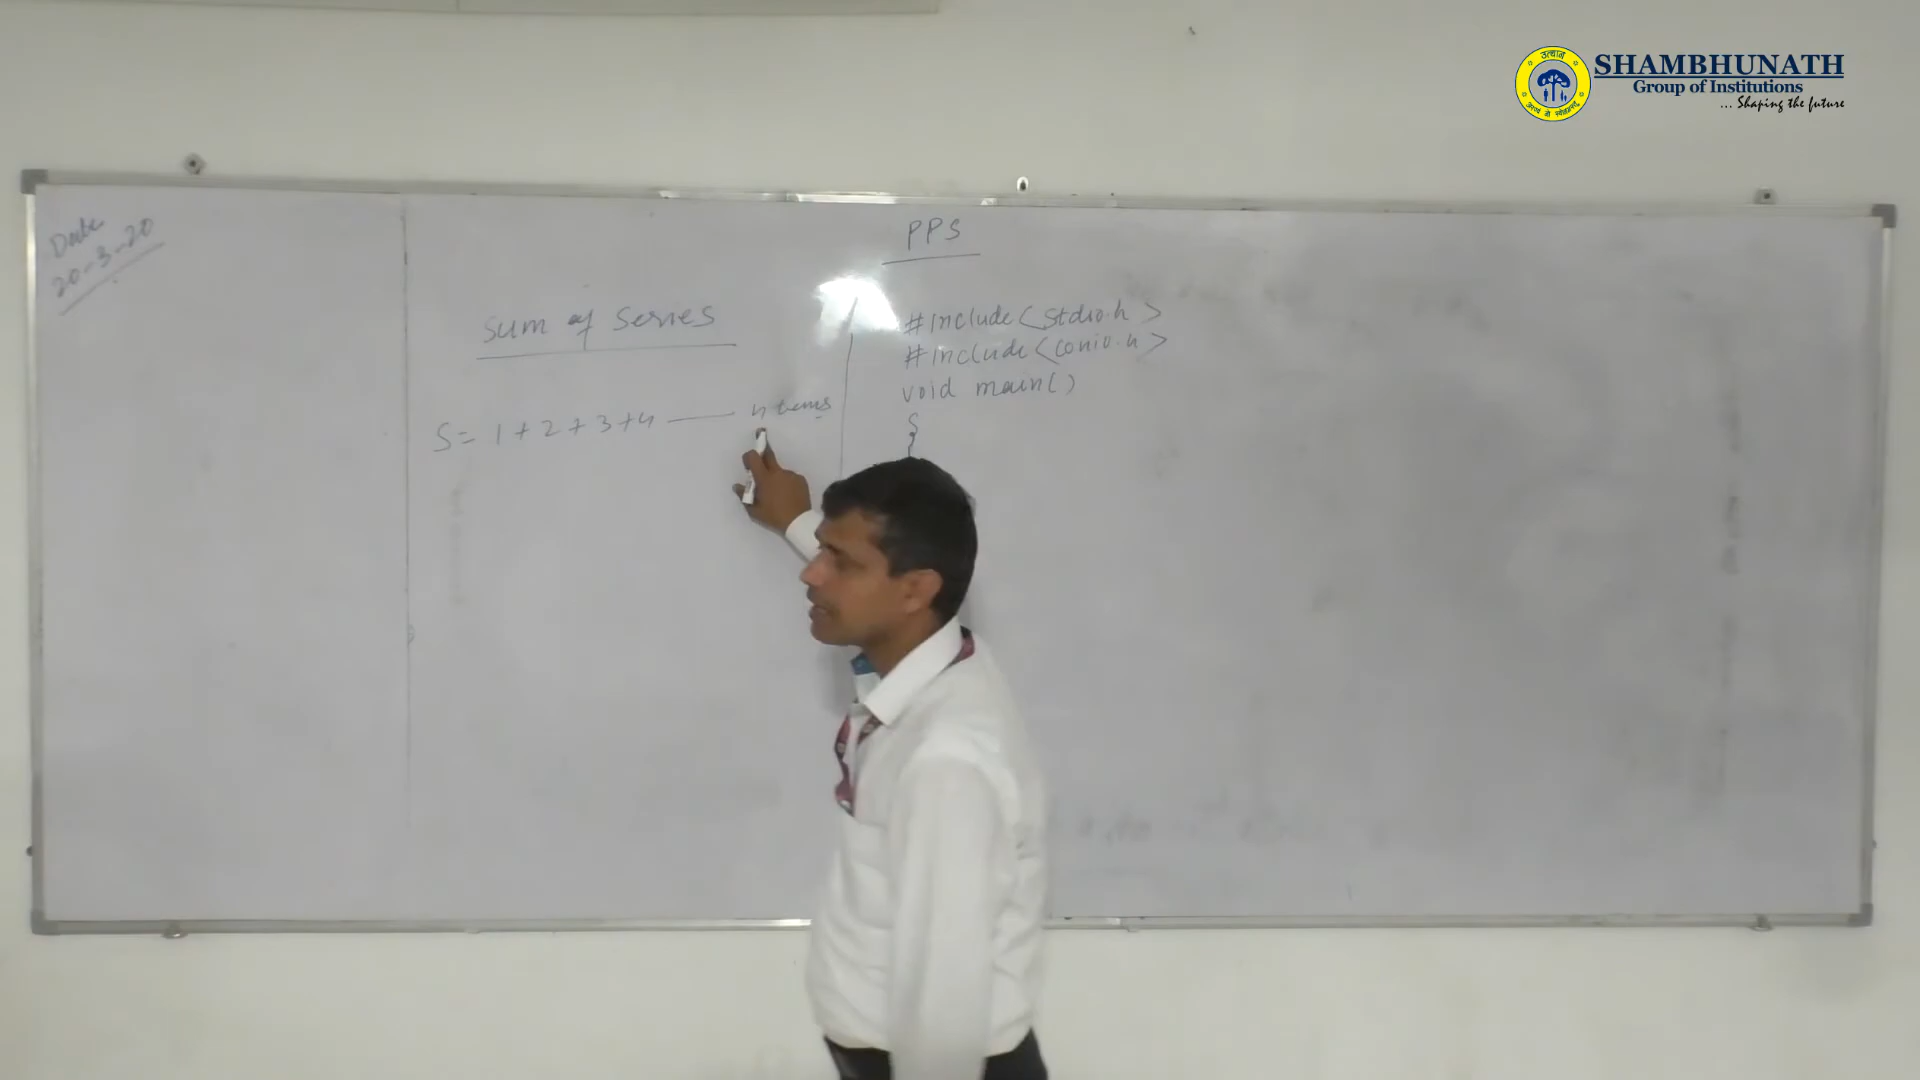 उत्थान
SHAMBHUNATH
Group of Institutions
... Shaping the future
Date
20-3-20
PPS
Sum of Series
S= 1+2+3+4 —— n terms
#include<stdio.h>
#include<conio.h>
void main()
{